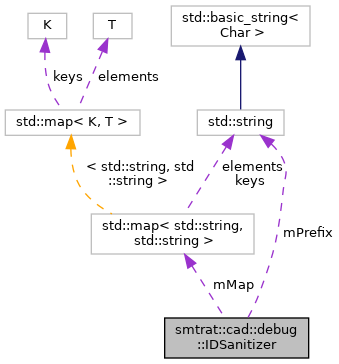 K
T
std::basic_string<
Char >
keys
elements
std::map< K, T >
std::string
< std::string, std
::string >
elements
keys
std::map< std::string,
std::string >
mPrefix
mMap
smtrat::cad::debug
::IDSanitizer